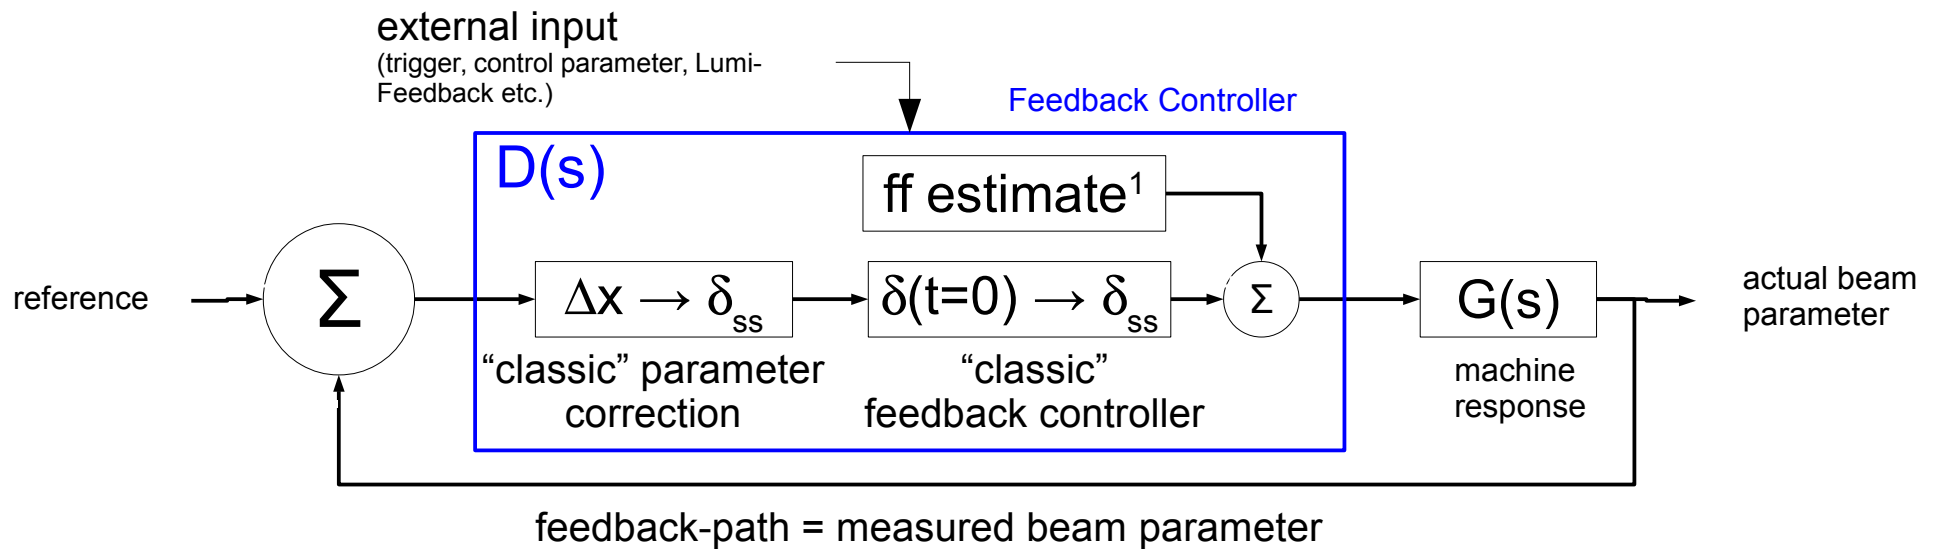 external input
(trigger, control parameter, Lumi-
Feedback etc.)
Feedback Controller
D(s)
ff estimate¹
reference
Σ
Δx → δss
δ(t=0) → δss
Σ
G(s)
actual beam
parameter
“classic” parameter
correction
“classic”
feedback controller
machine
response
feedback-path = measured beam parameter